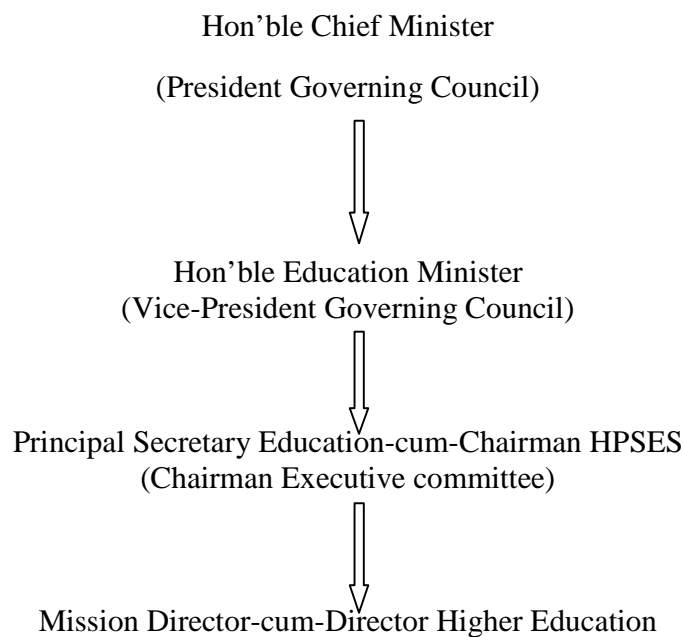 Hon’ble Chief Minister
(President Governing Council)
Hon’ble Education Minister
(Vice-President Governing Council)
Principal Secretary Education-cum-Chairman HPSES
(Chairman Executive committee)
Mission Director-cum-Director Higher Education